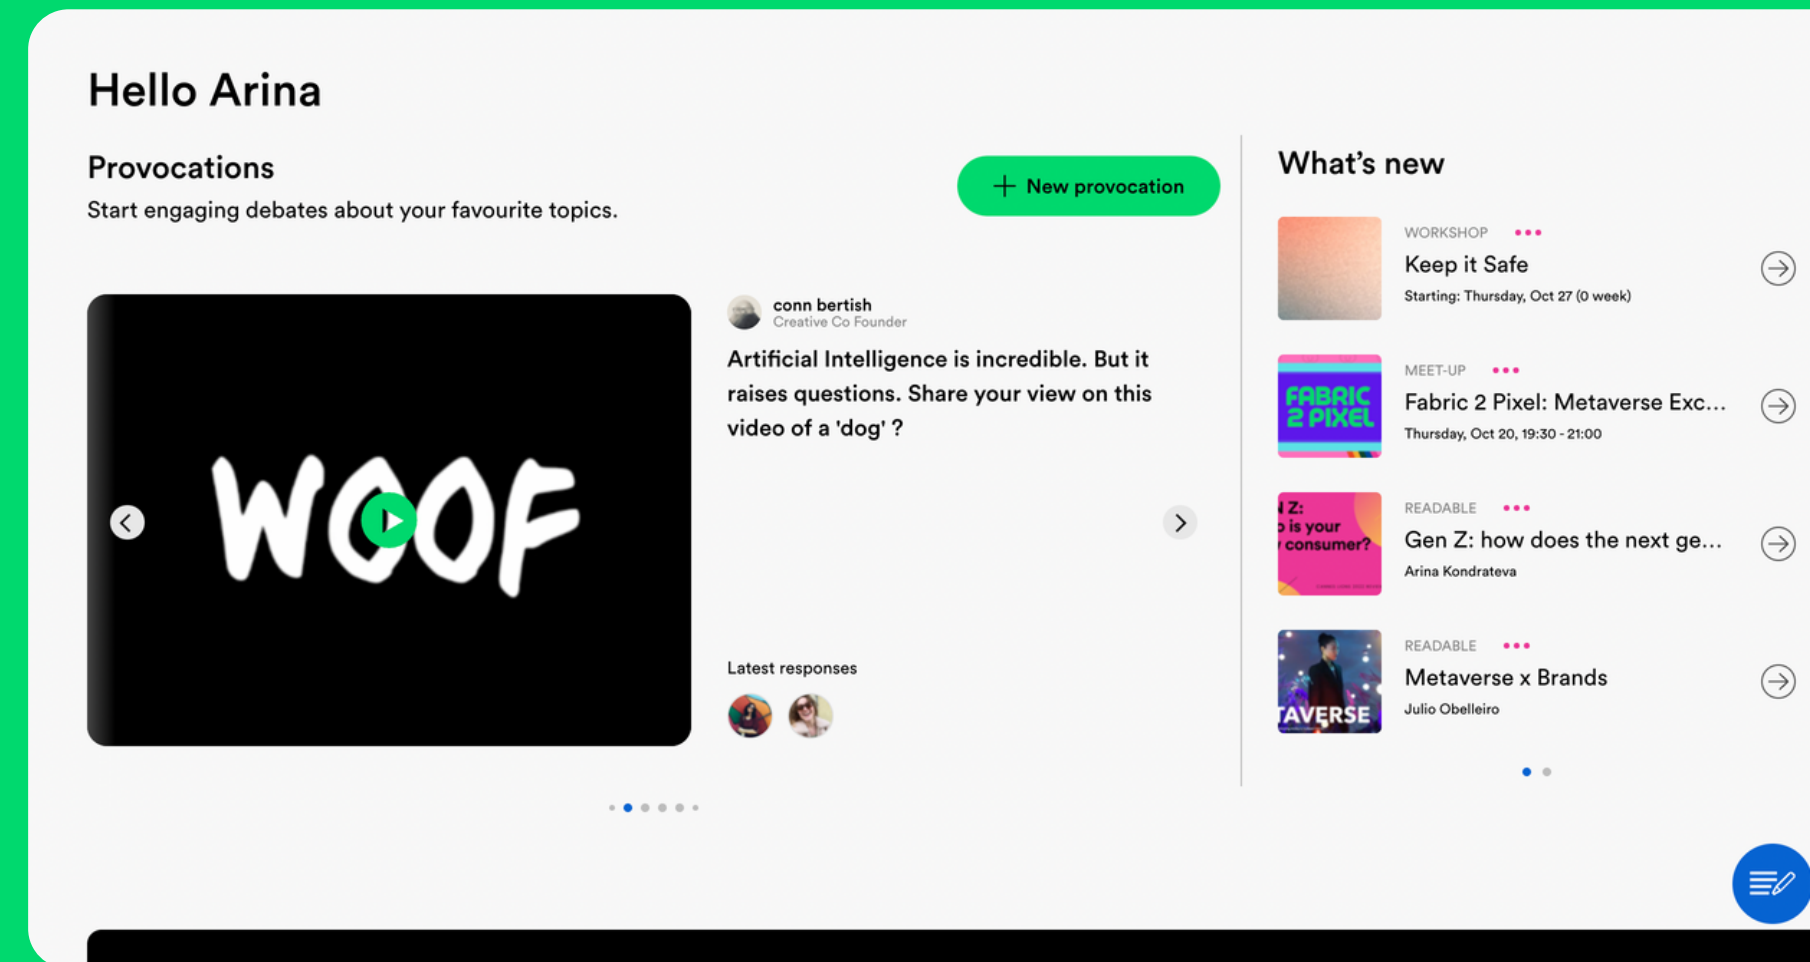 Hello Arina
Provocations
Start engaging debates about your favourite topics.
New provocation
WOOF
conn bertish
Creative Co Founder
Artificial Intelligence is incredible. But it
raises questions. Share your view on this
video of a 'dog' ?
Latest responses
What's new
WORKSHOP
Keep it Safe
Starting: Thursday, Oct 27 (0 week)
FABRIC
2 PIXEL
MEET-UP
Fabric 2 Pixel: Metaverse Exc...
Thursday, Oct 20, 19:30 - 21:00
Z:
is your
consumer?
READABLE
Gen Z: how does the next ge...
Arina Kondrateva
TAVERSE
READABLE
Metaverse x Brands
Julio Obelleiro